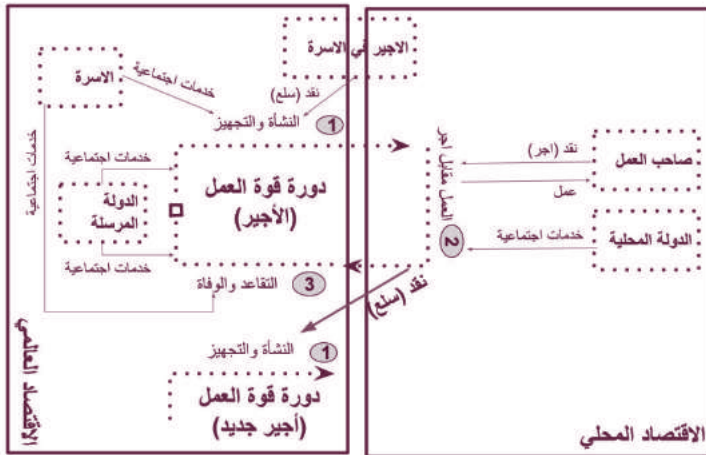 الاجير في الاسرة
الاسرة
خدمات اجتماعية
نقد (سلع)
النشأة والتجهيز
1
خدمات اجتماعية
خدمات اجتماعية
دورة قوة العمل
(الأجير)
الدولة
المرسلة
خدمات اجتماعية
التقاعد والوفاة
3
العمل مقابل اجر
2
نقد (اجر)
صاحب العمل
عمل
خدمات اجتماعية
الدولة المحلية
نقد (سلع)
النشأة والتجهيز
1
دورة قوة العمل
(أجير جديد)
الاقتصاد العالمي
الاقتصاد المحلي